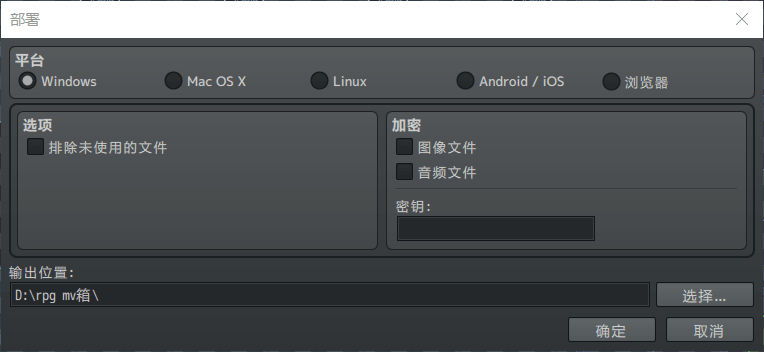 部署
平台
Windows
Mac OS X
Linux
Android / iOS
浏览器
选项
排除未使用的文件
加密
图像文件
音频文件
密钥:
输出位置:
D:\rpg mv箱\
选择...
确定
取消